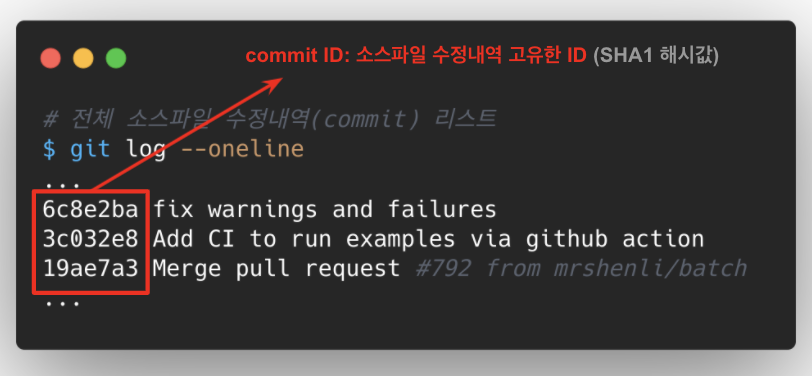 commit ID: 소스파일 수정내역 고유한 ID (SHA1 해시값)
# 전체 소스파일 수정내역(commit) 리스트
$ git log --oneline
...
6c8e2ba fix warnings and failures
3c032e8 Add CI to run examples via github action
19ae7a3 Merge pull request #792 from mrshenli/batch
...